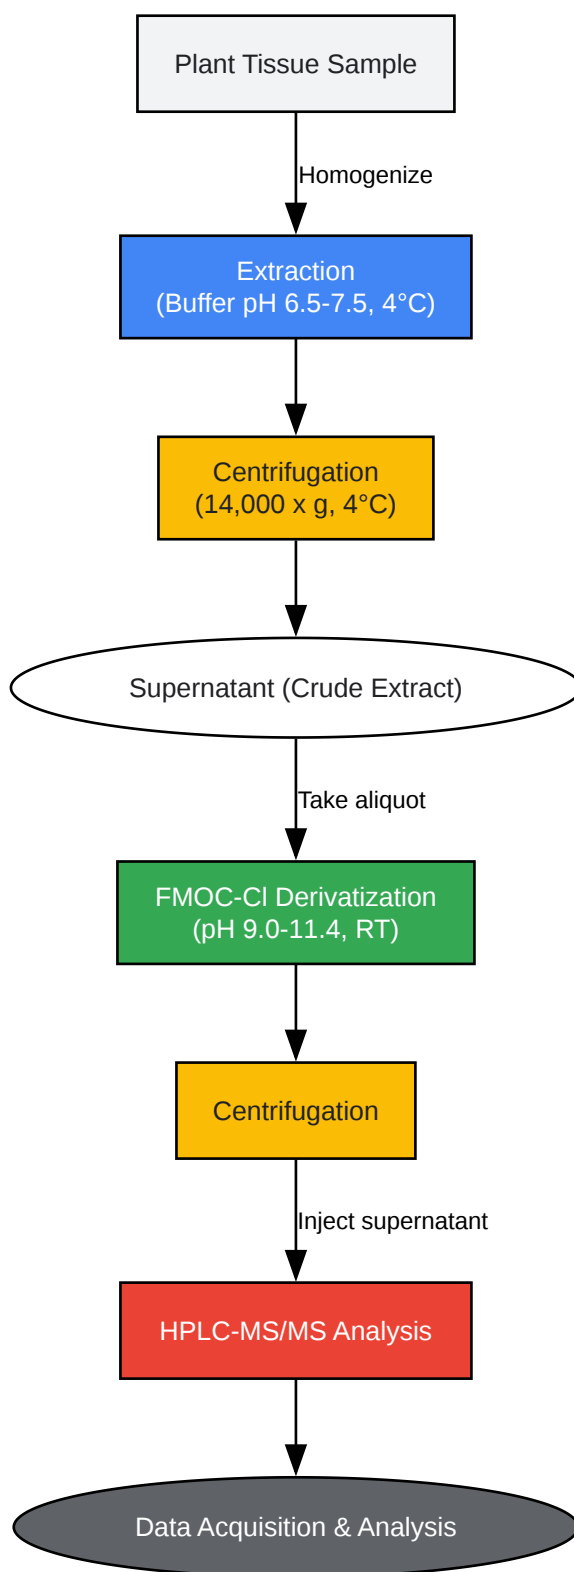 Plant Tissue Sample
Homogenize
Extraction
(Buffer pH 6.5-7.5, 4°C)
Centrifugation
(14,000 x g, 4°C)
Supernatant (Crude Extract)
Take aliquot
FMOC-Cl Derivatization
(pH 9.0-11.4, RT)
Centrifugation
Inject supernatant
HPLC-MS/MS Analysis
Data Acquisition & Analysis